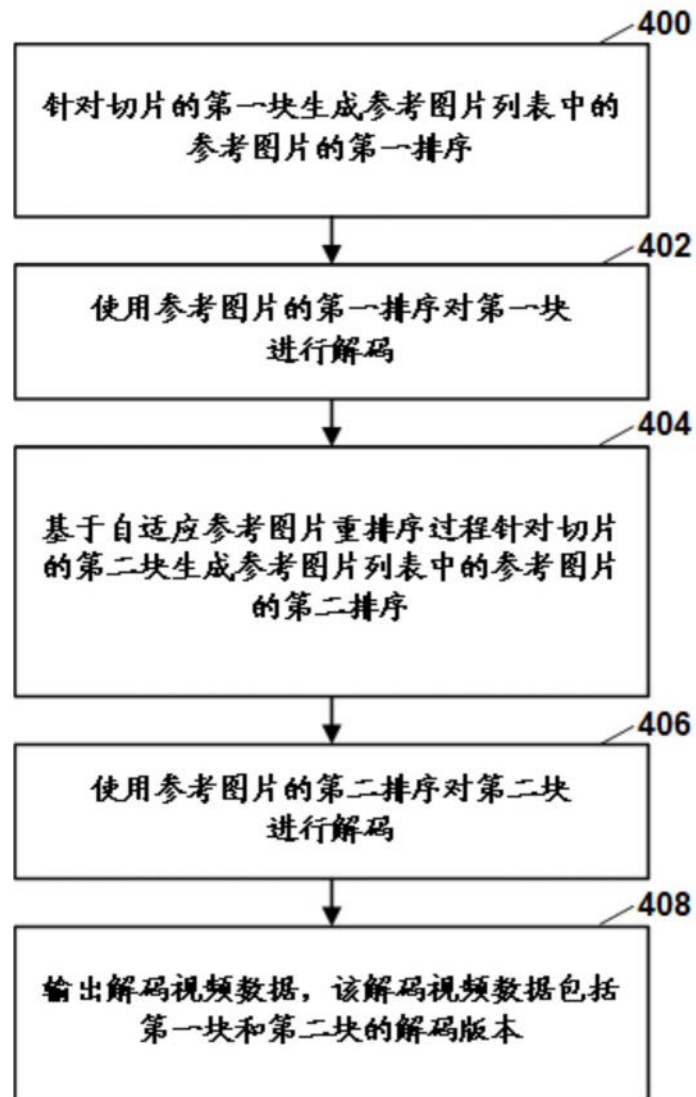 400
针对切片的第一块生成参考图片列表中的
参考图片的第一排序
402
使用参考图片的第一排序对第一块
进行解码
404
基于自适应参考图片重排序过程针对切片
的第二块生成参考图片列表中的参考图片
的第二排序
406
使用参考图片的第二排序对第二块
进行解码
408
输出解码视频数据，该解码视频数据包括
第一块和第二块的解码版本